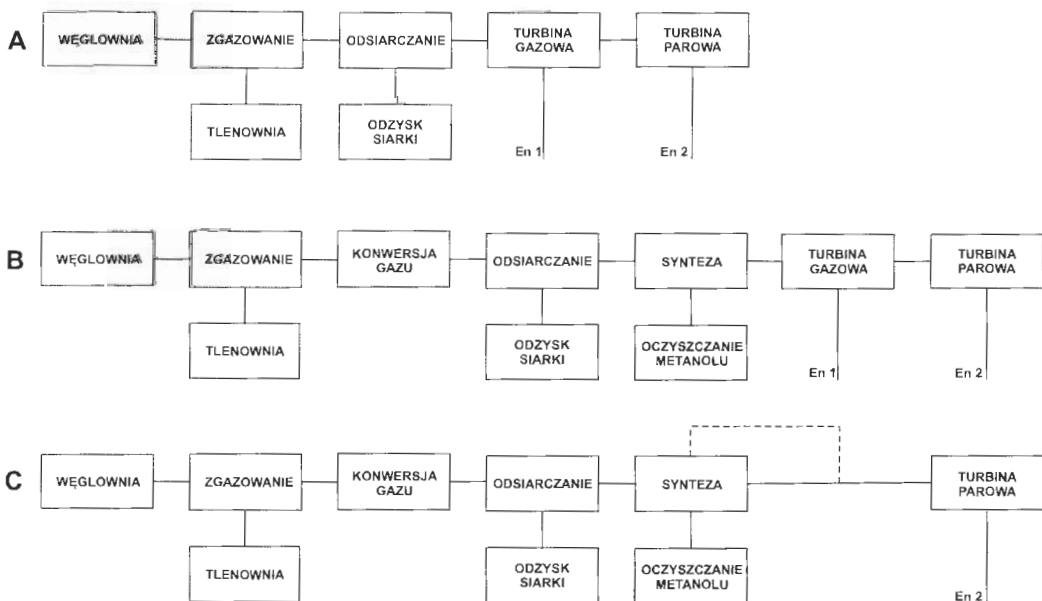 A
WĘGLOWNIA
ZGAZOWANIE
ODSIARCZANIE
TURBINA
GAZOWA
TURBINA
PAROWA
TLENOWNIA
ODZYSK
SIARKI
En 1
En 2
B
WĘGLOWNIA
ZGAZOWANIE
KONWERSJA
GAZU
ODSIARCZANIE
SYNTEZA
TURBINA
GAZOWA
TURBINA
PAROWA
TLENOWNIA
ODZYSK
SIARKI
OCZYSZCZANIE
METANOLU
En 1
En 2
C
WĘGLOWNIA
ZGAZOWANIE
KONWERSJA
GAZU
ODSIARCZANIE
SYNTEZA
TURBINA
PAROWA
TLENOWNIA
ODZYSK
SIARKI
OCZYSZCZANIE
METANOLU
En 2